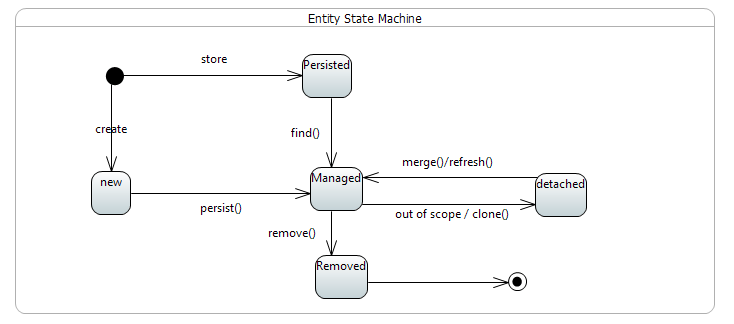 Entity State Machine
store
Persisted
create
find()
merge()/refresh()
new
Managed
detached
persist()
out of scope / clone()
remove()
Removed